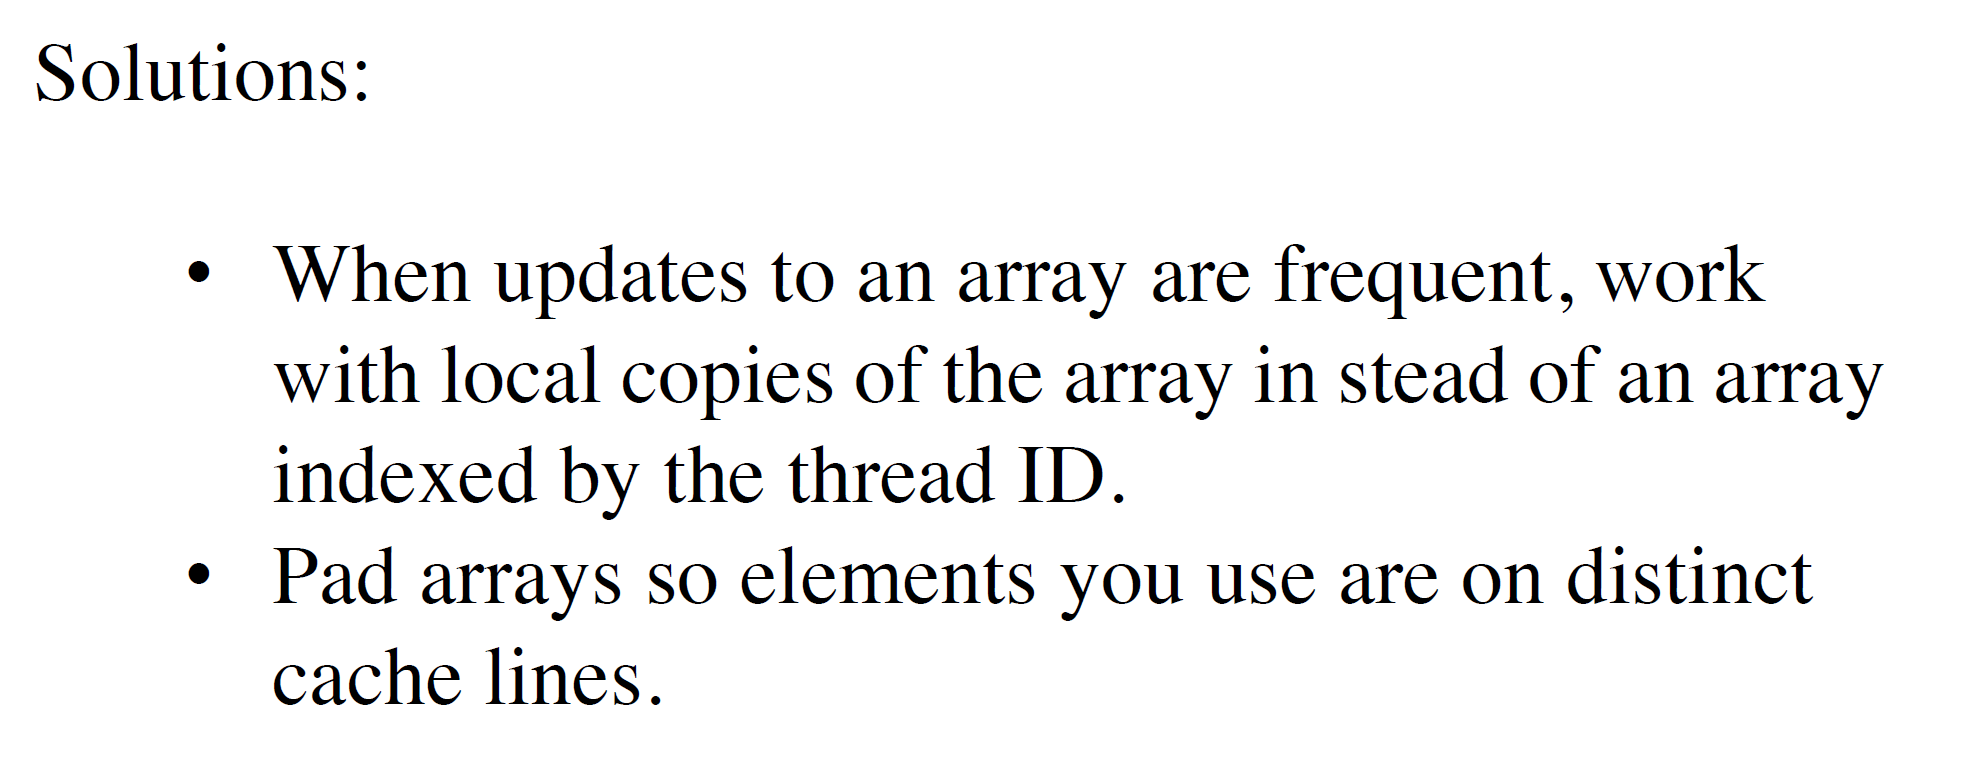 Solutions:
• When updates to an array are frequent, work
with local copies of the array in stead of an array
indexed by the thread ID.
• Pad arrays so elements you use are on distinct
cache lines.